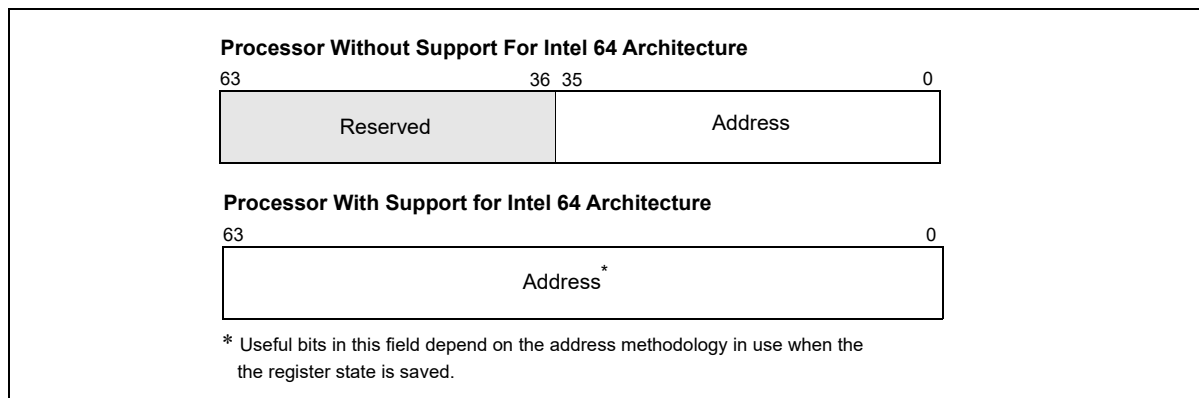 Processor Without Support For Intel 64 Architecture
63 36 35 0
Reserved Address
Processor With Support for Intel 64 Architecture
63 0
Address*
* Useful bits in this field depend on the address methodology in use when the
the register state is saved.